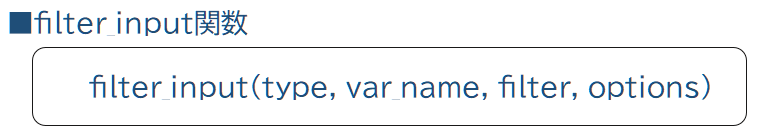 ■filter_input関数
filter_input(type, var_name, filter, options)